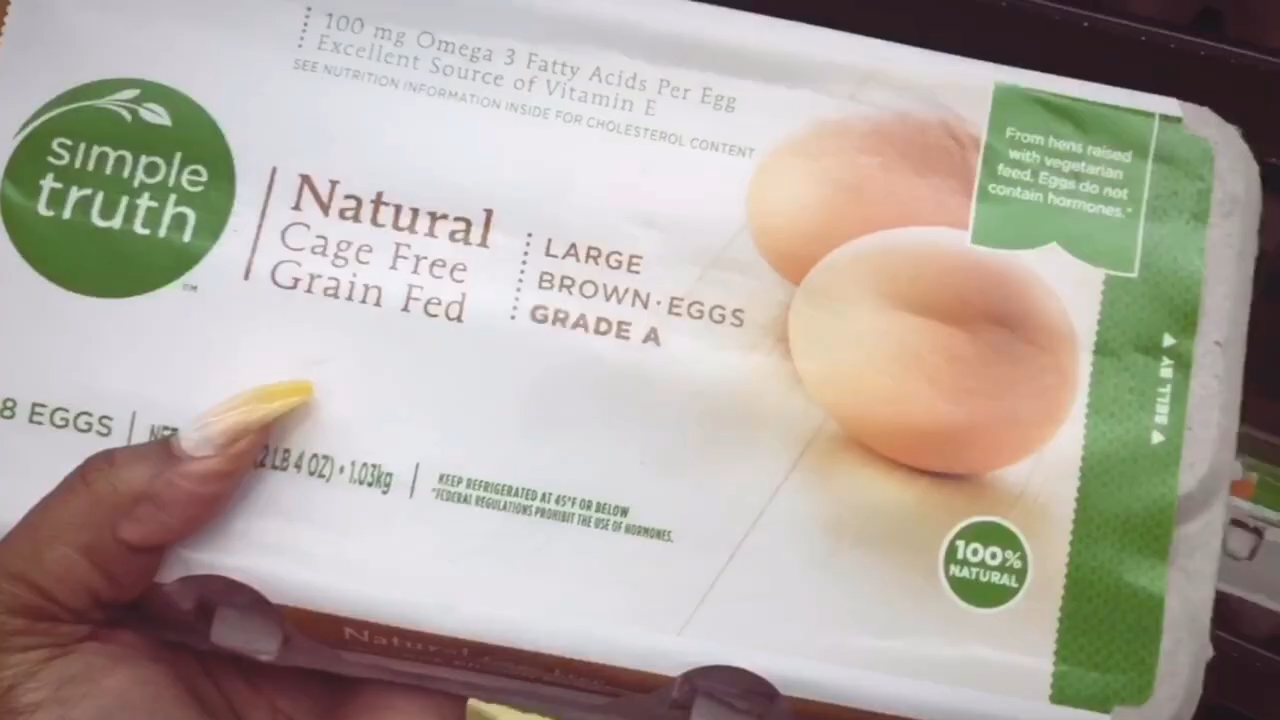 100 mg Omega 3 Fatty Acids Per Egg
Excellent Source of Vitamin E
SEE NUTRITION INFORMATION INSIDE FOR CHOLESTEROL CONTENT
simple
truth
TM
Natural
Cage Free
Grain Fed
LARGE
BROWN·EGGS
GRADE A
From hens raised
with vegetarian
feed. Eggs do not
contain hormones.*
SELL BY
8 EGGS
(2 LB 4 OZ) • 1.03kg
KEEP REFRIGERATED AT 45°F OR BELOW
*FEDERAL REGULATIONS PROHIBIT THE USE OF HORMONES.
100%
NATURAL
Natural